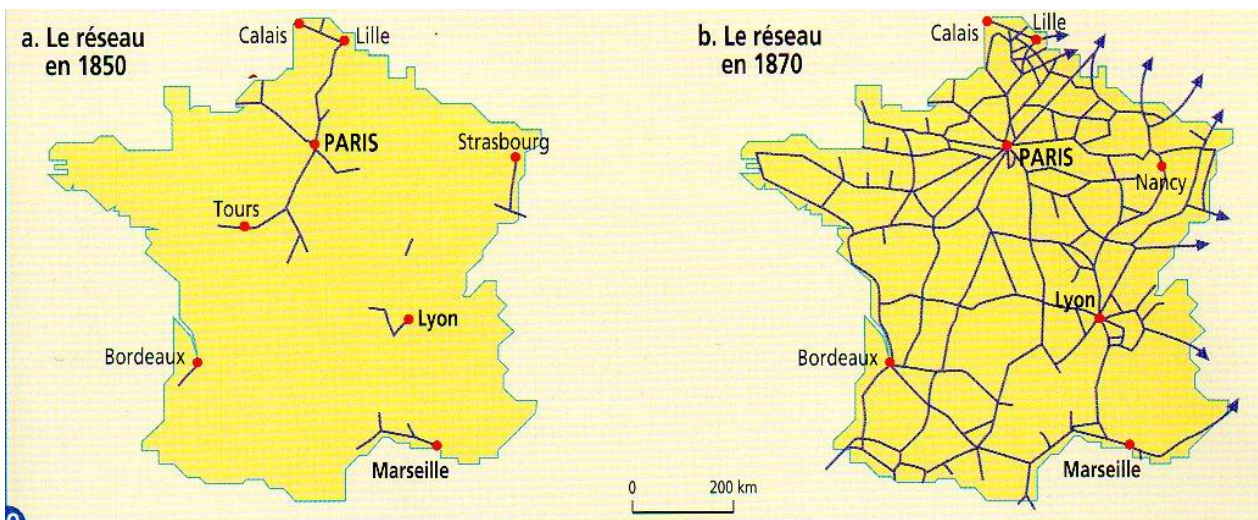 a. Le réseau
en 1850
Calais
Lille
PARIS
Strasbourg
Tours
Lyon
Bordeaux
Marseille
0 200 km
b. Le réseau
en 1870
Calais
Lille
PARIS
Nancy
Lyon
Bordeaux
Marseille